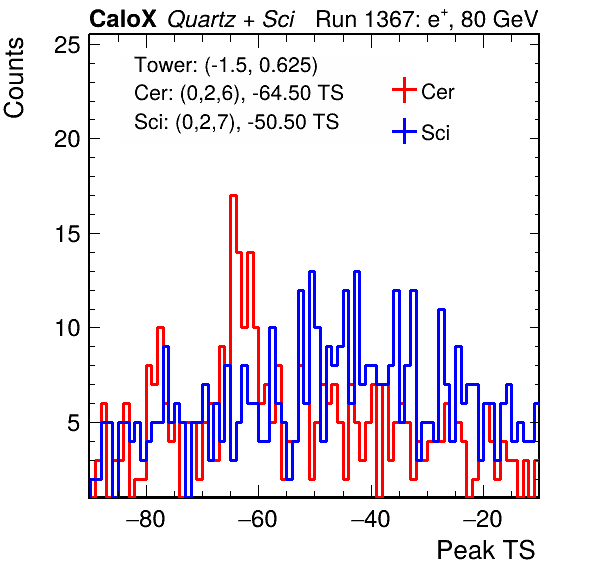 CaloX Quartz + Sci Run 1367: e+, 80 GeV
Counts
25
20
15
10
5
Tower: (-1.5, 0.625)
Cer: (0,2,6), -64.50 TS
Sci: (0,2,7), -50.50 TS
Cer
Sci
−80 −60 −40 −20
Peak TS